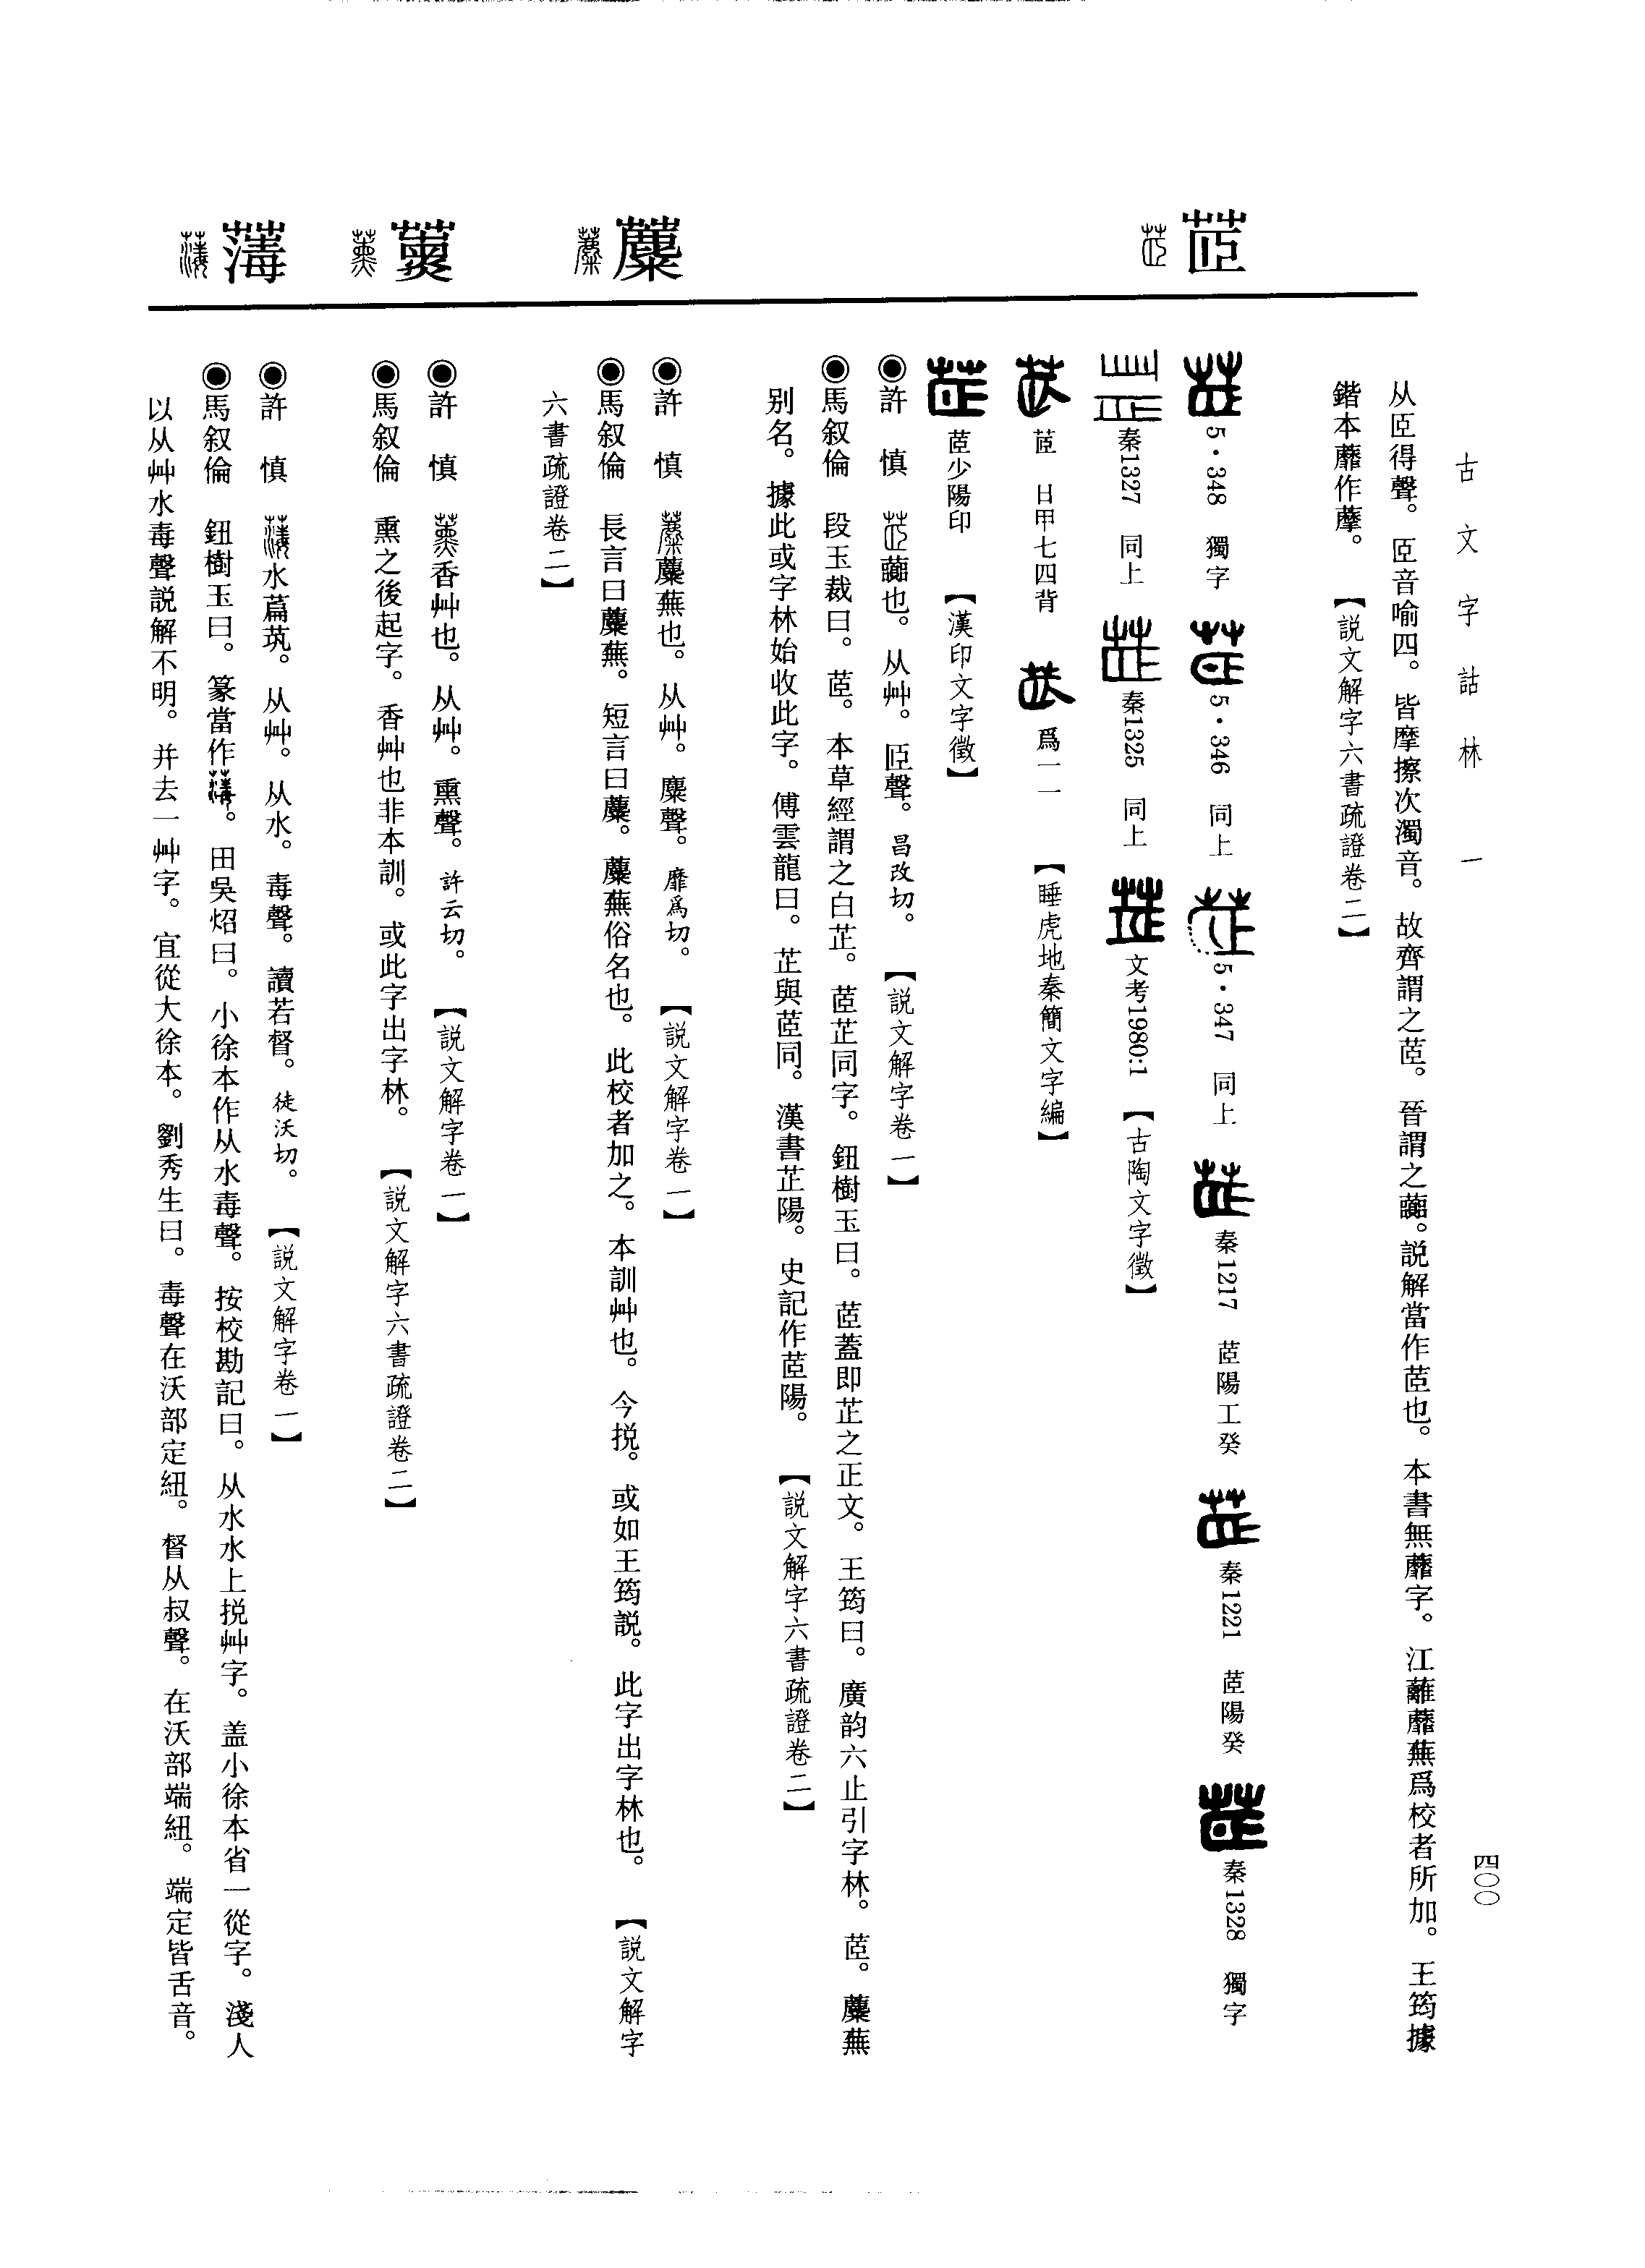 古文字詁林 一
四〇〇
从𦣞得聲。𦣞音喻四。皆摩擦次濁音。故齊謂之茝。晉謂之虈。説解當作茝也。本書無蘼字。江蘺蘼蕪爲校者所加。王筠據
鍇本蘼作䕷。 【説文解字六書疏證卷二】
茝
5·348 獨字 5·346 同上 5·347 同上 秦1217 茝陽工癸 秦1221 茝陽癸 秦1328 獨字
秦1327 同上 秦1325 同上 文考1980:1 【古陶文字徵】
茝 日甲七四背 爲一一 【睡虎地秦簡文字編】
茝少陽印 【漢印文字徵】
◉許 慎 虈也。从艸。𦣞聲。昌改切。 【説文解字卷一】
◉馬叙倫 段玉裁曰。茝。本草經謂之白芷。茝芷同字。鈕樹玉曰。茝蓋即芷之正文。王筠曰。廣韵六止引字林。茝。蘪蕪
別名。據此或字林始收此字。傅雲龍曰。芷與茝同。漢書芷陽。史記作茝陽。 【説文解字六書疏證卷二】
蘪
◉許 慎 蘪蕪也。从艸。麋聲。靡爲切。 【説文解字卷一】
◉馬叙倫 長言曰蘪蕪。短言曰蘪。蘪蕪俗名也。此校者加之。本訓艸也。今挩。或如王筠説。此字出字林也。 【説文解字
六書疏證卷二】
薰
◉許 慎 香艸也。从艸。熏聲。許云切。 【説文解字卷一】
◉馬叙倫 熏之後起字。香艸也非本訓。或此字出字林。 【説文解字六書疏證卷二】
薄
◉許 慎 水萹茿。从艸。从水。毒聲。讀若督。徒沃切。 【説文解字卷一】
◉馬叙倫 鈕樹玉曰。篆當作。田吳炤曰。小徐本作从水毒聲。按校勘記曰。从水水上挩艸字。盖小徐本省一從字。淺人
以从艸水毒聲説解不明。并去一艸字。宜從大徐本。劉秀生曰。毒聲在沃部定紐。督从叔聲。在沃部端紐。端定皆舌音。